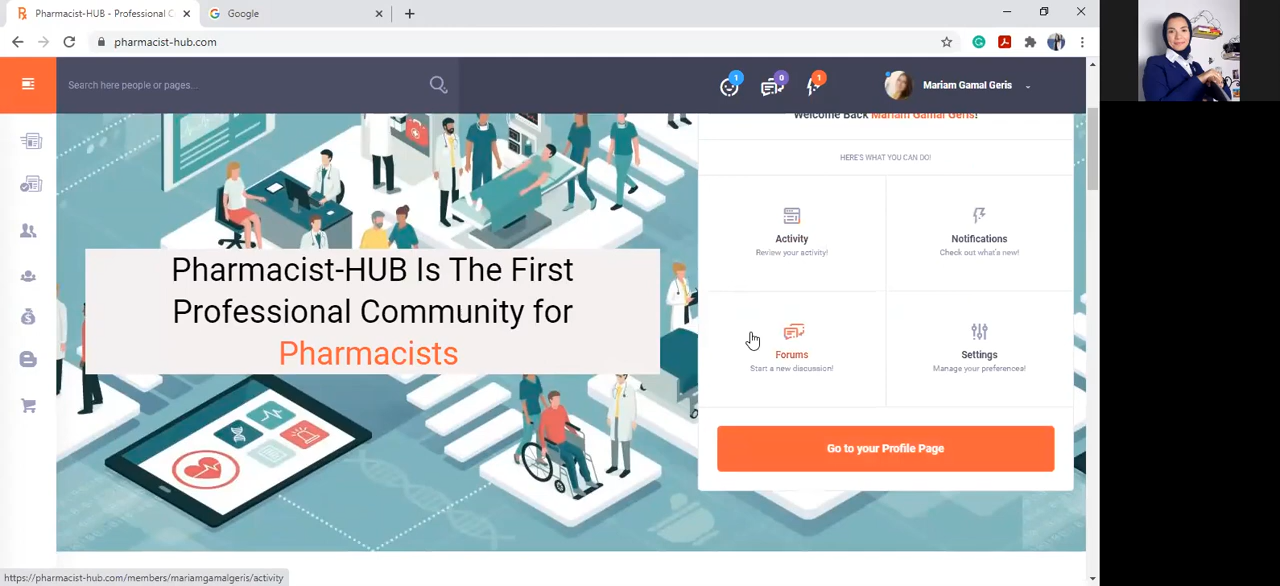 Pharmacist-HUB - Professional C
Google
pharmacist-hub.com
Search here people or pages...
1
0
1
Mariam Gamal Geris
Welcome Back Mariam Gamal Geris!
HERE'S WHAT YOU CAN DO!
Activity
Review your activity!
Notifications
Check out what's new!
Pharmacist-HUB Is The First
Professional Community for
Pharmacists
Forums
Start a new discussion!
Settings
Manage your preferences!
Go to your Profile Page
https://pharmacist-hub.com/members/mariamgamalgeris/activity